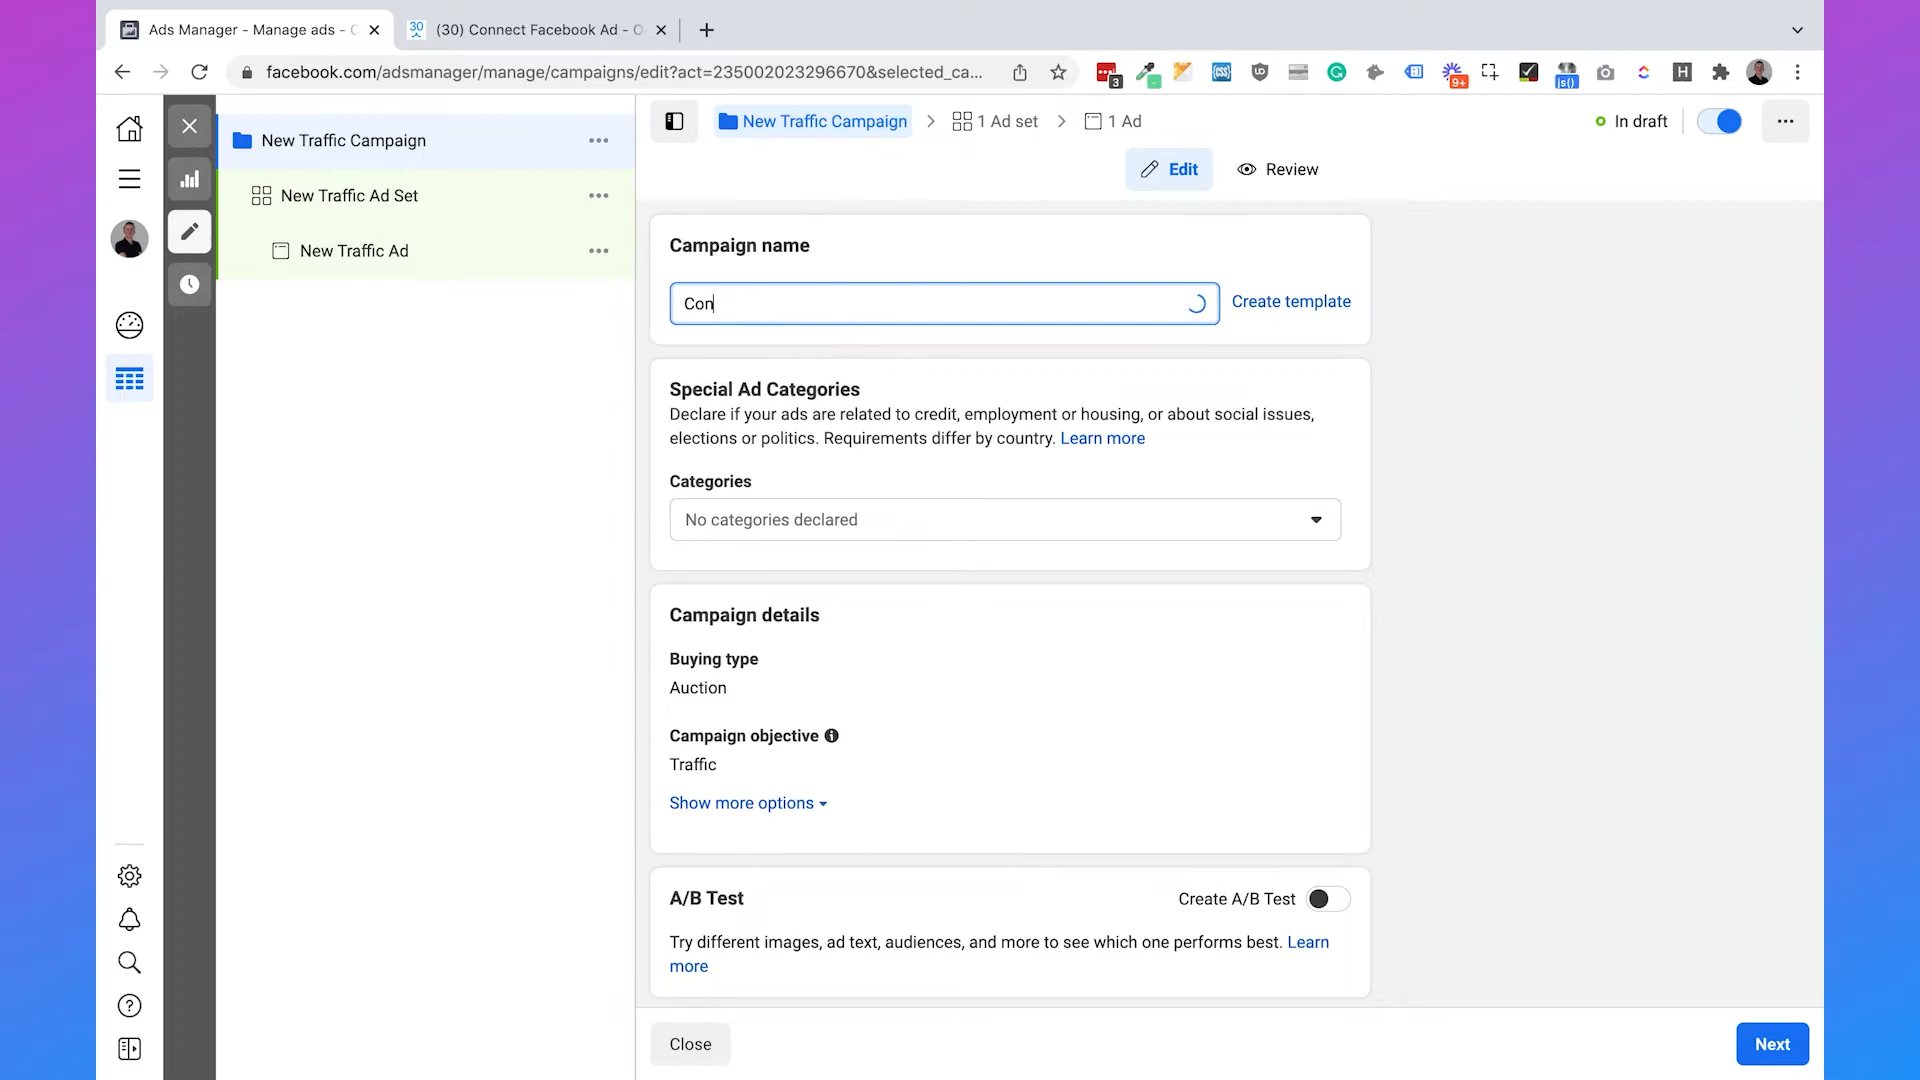 Ads Manager - Manage ads - C
30 (30) Connect Facebook Ad - O
facebook.com/adsmanager/manage/campaigns/edit?act=235002023296670&selected_ca...
3
9+
js()
H
New Traffic Campaign
New Traffic Ad Set
New Traffic Ad
New Traffic Campaign
1 Ad set
1 Ad
In draft
Edit
Review
Campaign name
Con
Create template
Special Ad Categories
Declare if your ads are related to credit, employment or housing, or about social issues,
elections or politics. Requirements differ by country. Learn more
Categories
No categories declared
Campaign details
Buying type
Auction
Campaign objective
Traffic
Show more options
A/B Test
Create A/B Test
Try different images, ad text, audiences, and more to see which one performs best. Learn
more
Close
Next